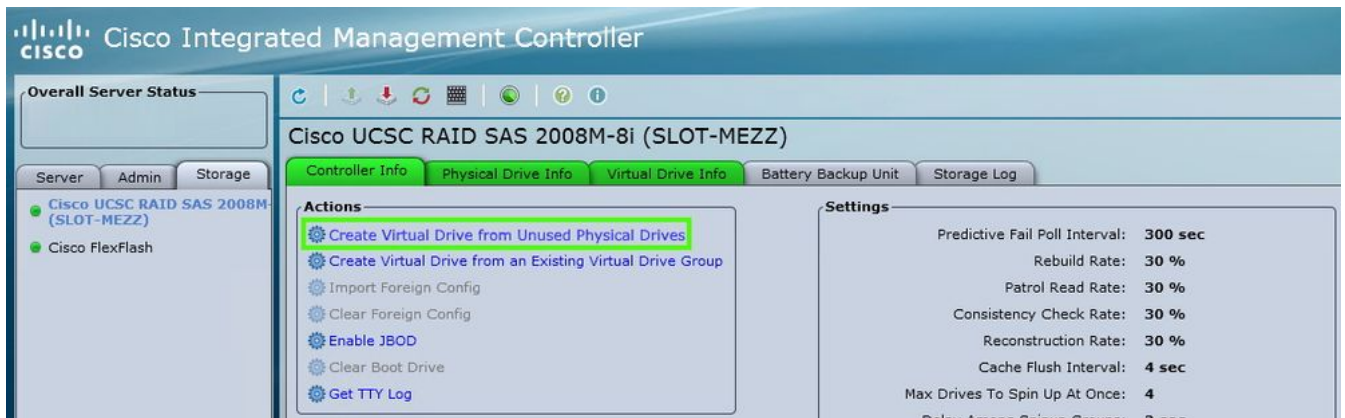 CISCO Cisco Integrated Management Controller
Overall Server Status
Server Admin Storage
Cisco UCSC RAID SAS 2008M-
(SLOT-MEZZ)
Cisco FlexFlash
Cisco UCSC RAID SAS 2008M-8i (SLOT-MEZZ)
Controller Info Physical Drive Info Virtual Drive Info Battery Backup Unit Storage Log
Actions
Create Virtual Drive from Unused Physical Drives
Create Virtual Drive from an Existing Virtual Drive Group
Import Foreign Config
Clear Foreign Config
Enable JBOD
Clear Boot Drive
Get TTY Log
Settings
Predictive Fail Poll Interval: 300 sec
Rebuild Rate: 30 %
Patrol Read Rate: 30 %
Consistency Check Rate: 30 %
Reconstruction Rate: 30 %
Cache Flush Interval: 4 sec
Max Drives To Spin Up At Once: 4